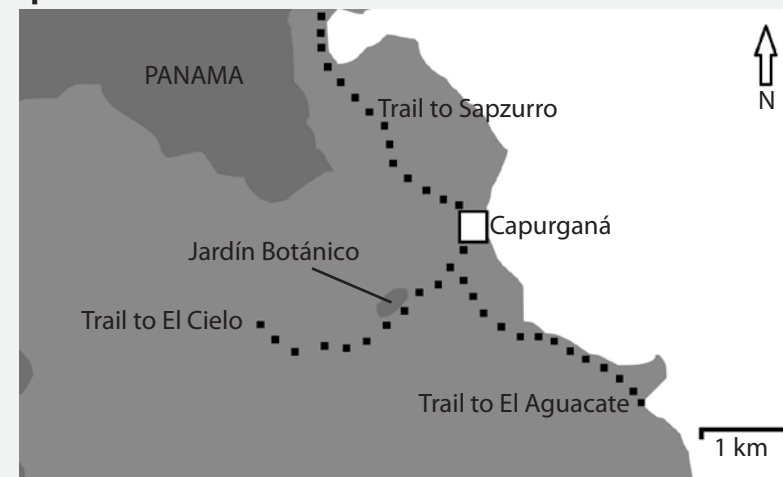 PANAMA
Trail to Sapzurro
N
Capurganá
Jardín Botánico
Trail to El Cielo
Trail to El Aguacate
1 km